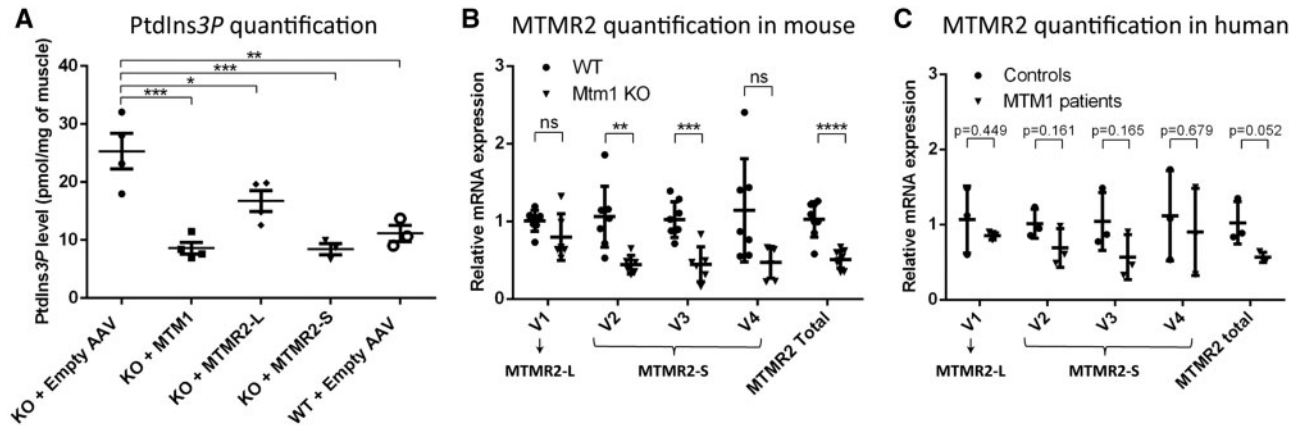 A
PtdIns3P quantification
PtdIns3P level (pmol/mg of muscle)
40
30
20
10
0
**
***
*
***
KO + Empty AAV
KO + MTM1
KO + MTMR2-L
KO + MTMR2-S
WT + Empty AAV
B
MTMR2 quantification in mouse
Relative mRNA expression
3
2
1
0
WT
Mtm1 KO
ns
**
***
ns
****
V1
V2
V3
V4
MTMR2 Total
MTMR2-L
MTMR2-S
C
MTMR2 quantification in human
Relative mRNA expression
3
2
1
0
Controls
MTM1 patients
p=0.449
p=0.161
p=0.165
p=0.679
p=0.052
V1
V2
V3
V4
MTMR2 total
MTMR2-L
MTMR2-S